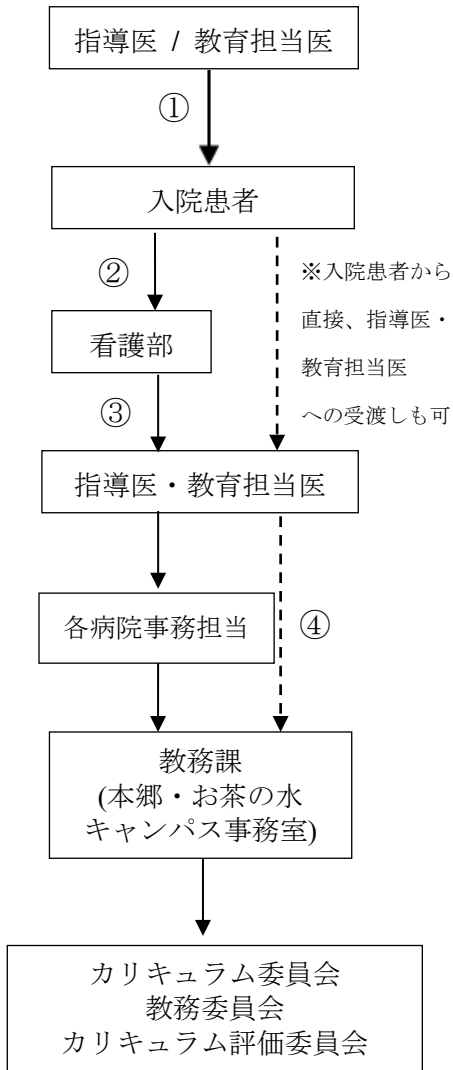 指導医 / 教育担当医
①
入院患者
②
※入院患者から
直接、指導医・
教育担当医
への受渡しも可
看護部
③
指導医・教育担当医
各病院事務担当
④
教務課
(本郷・お茶の水
キャンパス事務室)
カリキュラム委員会
教務委員会
カリキュラム評価委員会